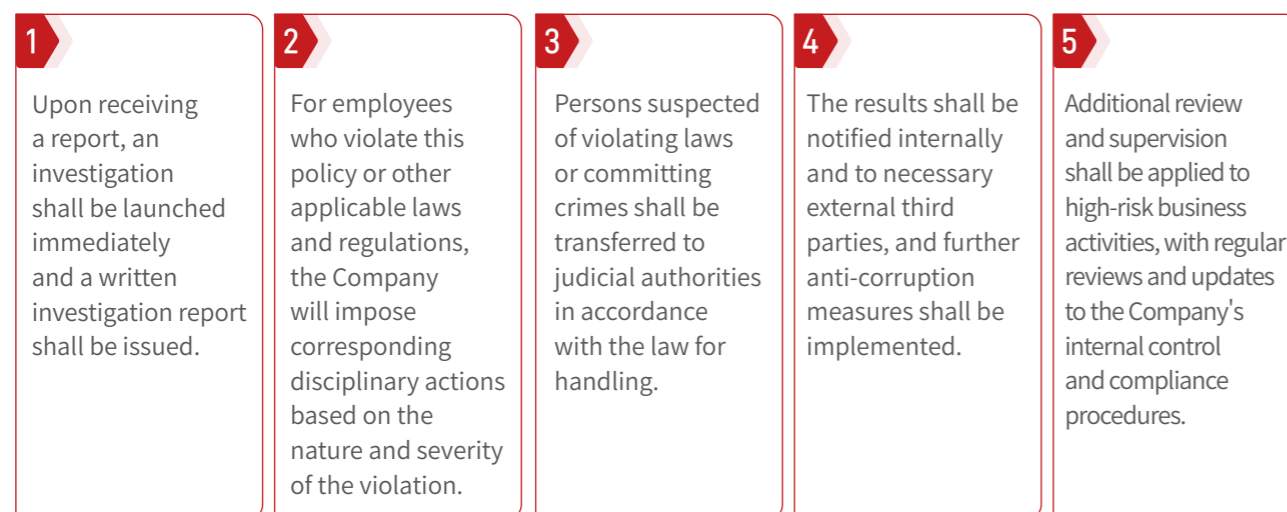 1
Upon receiving
a report, an
investigation
shall be launched
immediately
and a written
investigation report
shall be issued.
2
For employees
who violate this
policy or other
applicable laws
and regulations,
the Company
will impose
corresponding
disciplinary actions
based on the
nature and severity
of the violation.
3
Persons suspected
of violating laws
or committing
crimes shall be
transferred to
judicial authorities
in accordance
with the law for
handling.
4
The results shall be
notified internally
and to necessary
external third
parties, and further
anti-corruption
measures shall be
implemented.
5
Additional review
and supervision
shall be applied to
high-risk business
activities, with regular
reviews and updates
to the Company's
internal control
and compliance
procedures.